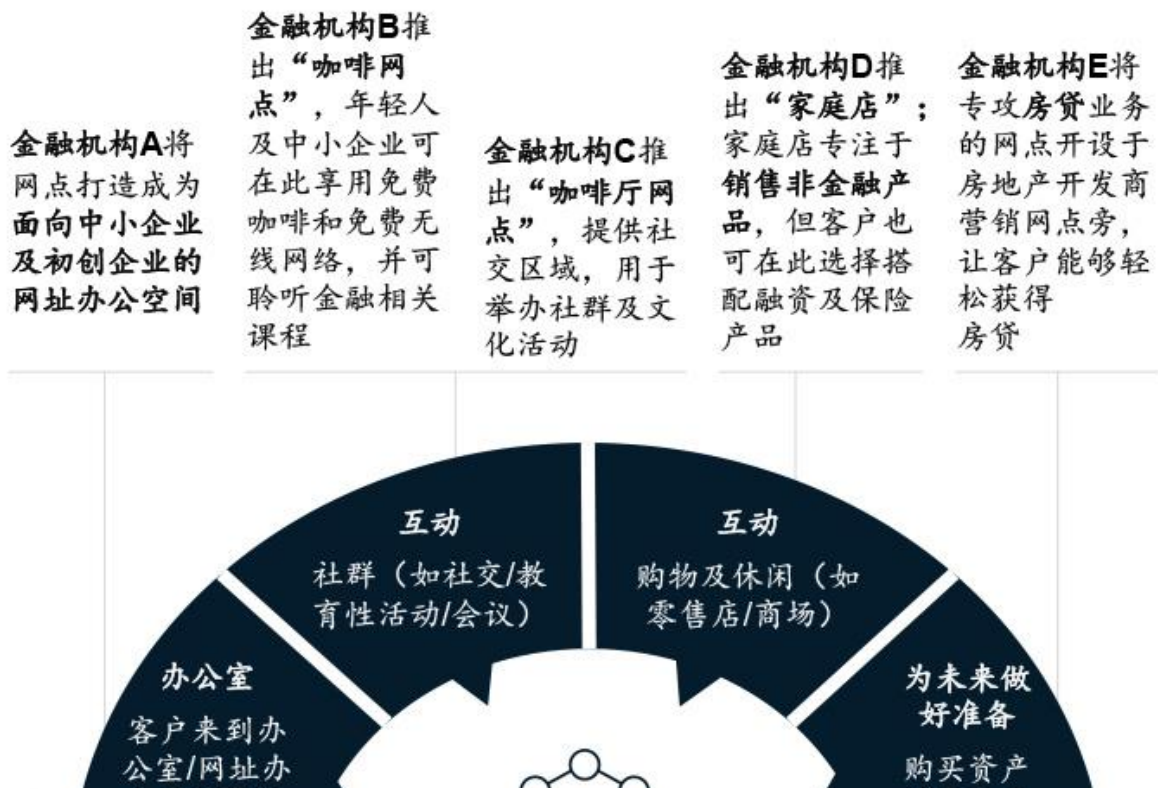 金融机构A将
网点打造成为
面向中小企业
及初创企业的
网址办公空间
金融机构B推
出“咖啡网
点”，年轻人
及中小企业可
在此享用免费
咖啡和免费无
线网络，并可
聆听金融相关
课程
金融机构C推
出“咖啡厅网
点”，提供社
交区域，用于
举办社群及文
化活动
金融机构D推
出“家庭店”；
家庭店专注于
销售非金融产
品，但客户也
可在此选择搭
配融资及保险
产品
金融机构E将
专攻房贷业务
的网点开设于
房地产开发商
营销网点旁，
让客户能够轻
松获得
房贷
办公室
客户来到办
公室/网址办
互动
社群（如社交/教
育性活动/会议）
互动
购物及休闲（如
零售店/商场）
为未来做
好准备
购买资产